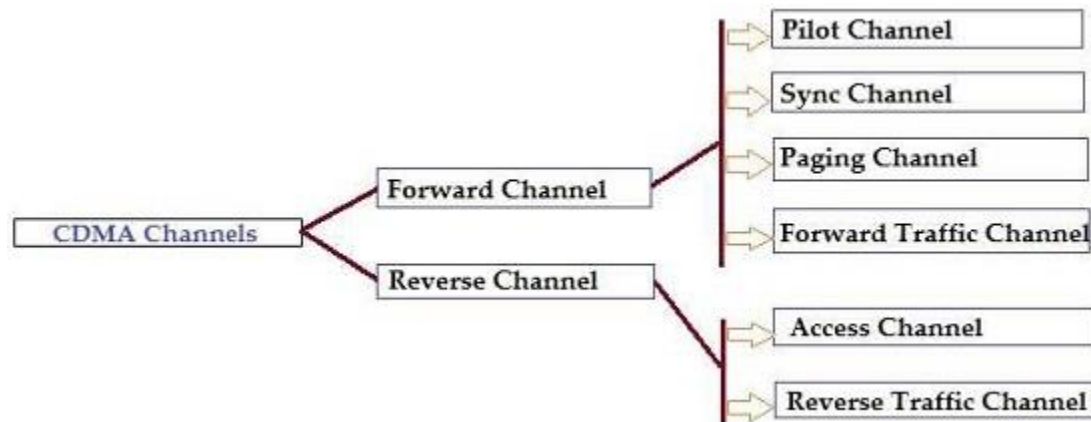 CDMA Channels
Forward Channel
Reverse Channel
Pilot Channel
Sync Channel
Paging Channel
Forward Traffic Channel
Access Channel
Reverse Traffic Channel